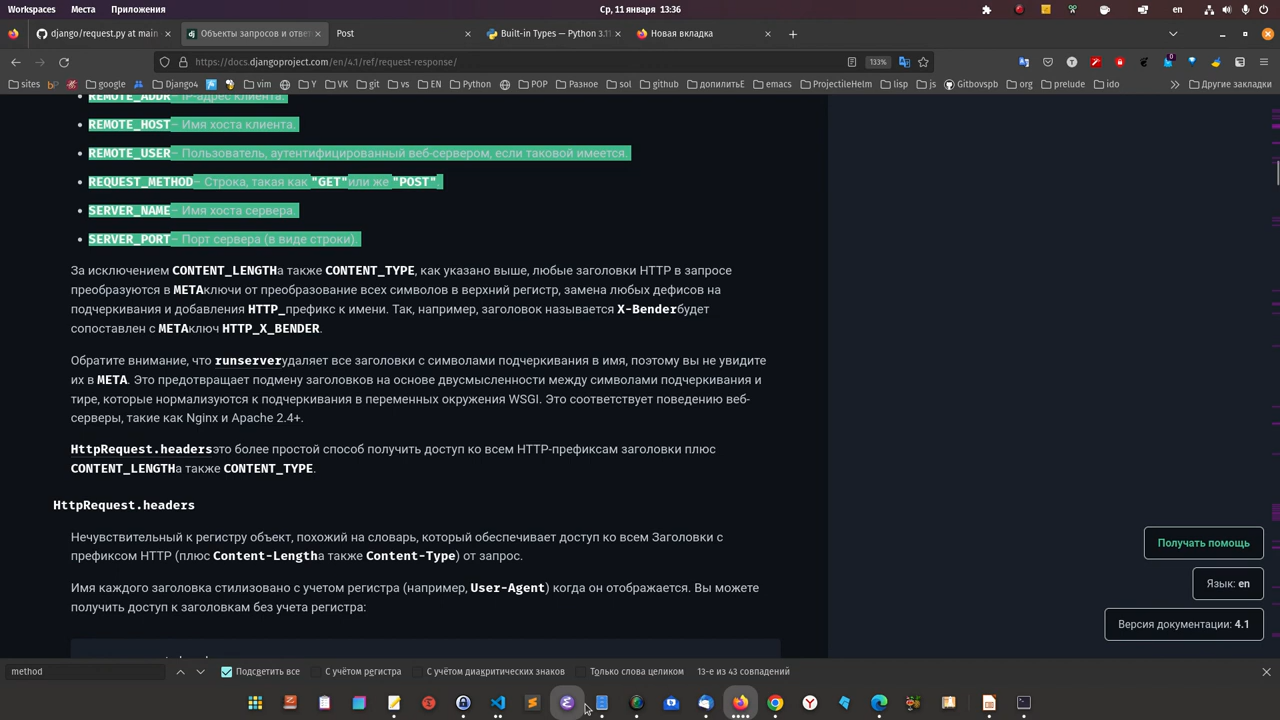 Workspaces Места Приложения Ср, 11 января 13:36 en
django/request.py at main × Объекты запросов и отве × Post × Built-in Types — Python 3.11 × Новая вкладка × +
https://docs.djangoproject.com/en/4.1/ref/request-response/ 133%
sites bp google Django4 vim Y VK git vs EN Python POP Разное sol github допилитьЕ emacs ProjectileHelm lisp js Gitbovspb org prelude ido » Другие закладки
• REMOTE_ADDR– IP-адрес клиента.
• REMOTE_HOST– Имя хоста клиента.
• REMOTE_USER– Пользователь, аутентифицированный веб-сервером, если таковой имеется.
• REQUEST_METHOD– Строка, такая как "GET"или же "POST".
• SERVER_NAME– Имя хоста сервера.
• SERVER_PORT– Порт сервера (в виде строки).
За исключением CONTENT_LENGTHа также CONTENT_TYPE, как указано выше, любые заголовки HTTP в запросе
преобразуются в METAключи от преобразование всех символов в верхний регистр, замена любых дефисов на
подчеркивания и добавления HTTP_префикс к имени. Так, например, заголовок называется X-Benderбудет
сопоставлен с METAключ HTTP_X_BENDER.
Обратите внимание, что runserverудаляет все заголовки с символами подчеркивания в имя, поэтому вы не увидите
их в META. Это предотвращает подмену заголовков на основе двусмысленности между символами подчеркивания и
тире, которые нормализуются к подчеркивания в переменных окружения WSGI. Это соответствует поведению веб-
серверы, такие как Nginx и Apache 2.4+.
HttpRequest.headersэто более простой способ получить доступ ко всем HTTP-префиксам заголовки плюс
CONTENT_LENGTHа также CONTENT_TYPE.
HttpRequest.headers
Нечувствительный к регистру объект, похожий на словарь, который обеспечивает доступ ко всем Заголовки с
префиксом HTTP (плюс Content-Lengthа также Content-Type) от запрос.
Имя каждого заголовка стилизовано с учетом регистра (например, User-Agent) когда он отображается. Вы можете
получить доступ к заголовкам без учета регистра:
Получать помощь
Язык: en
Версия документации: 4.1
method Подсветить все С учётом регистра С учётом диакритических знаков Только слова целиком 13-е из 43 совпадений